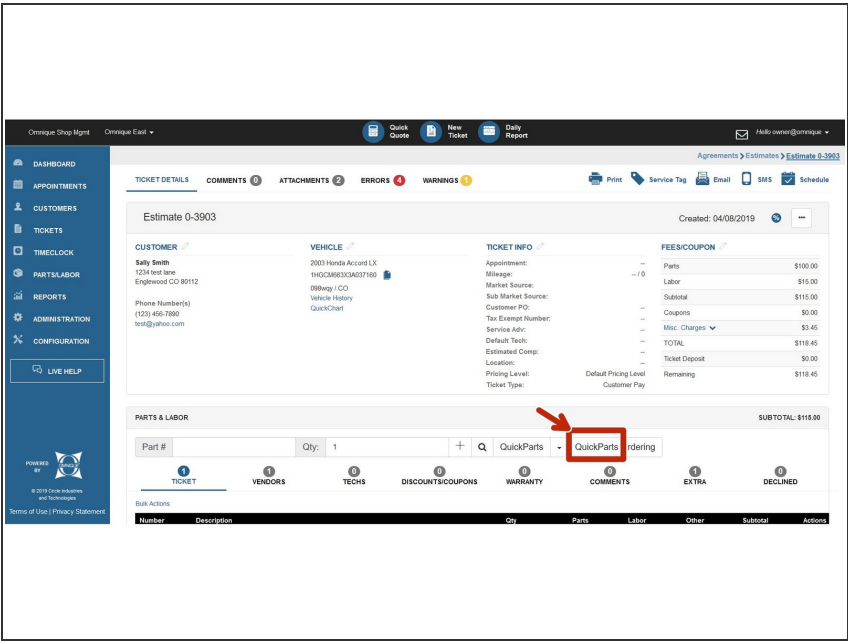 Omnique Shop Mgmt Omnique East
Quick Quote
New Ticket
Daily Report
Hello owner@omnique
Agreements > Estimates > Estimate 0-3903
DASHBOARD
APPOINTMENTS
CUSTOMERS
TICKETS
TIMECLOCK
PARTS/LABOR
REPORTS
ADMINISTRATION
CONFIGURATION
LIVE HELP
POWERED BY OMNIQUE
© 2019 Circle Industries and Technologies
Terms of Use | Privacy Statement
TICKET DETAILS COMMENTS 0 ATTACHMENTS 2 ERRORS 4 WARNINGS 1
Print Service Tag Email SMS Schedule
Estimate 0-3903 Created: 04/08/2019 % ...
CUSTOMER
Sally Smith
1234 test lane
Englewood CO 80112
Phone Number(s)
(123) 456-7890
test@yahoo.com
VEHICLE
2003 Honda Accord LX
1HGCM663X3A037160
098wqy / CO
Vehicle History
QuickChart
TICKET INFO
Appointment: --
Mileage: -- / 0
Market Source:
Sub Market Source:
Customer PO: --
Tax Exempt Number: --
Service Adv: --
Default Tech: --
Estimated Comp: --
Location: --
Pricing Level: Default Pricing Level
Ticket Type: Customer Pay
FEES/COUPON
Parts $100.00
Labor $15.00
Subtotal $115.00
Coupons $0.00
Misc. Charges $3.45
TOTAL $118.45
Ticket Deposit $0.00
Remaining $118.45
PARTS & LABOR SUBTOTAL: $115.00
Part # Qty: 1 + QuickParts QuickParts rdering
1 TICKET
1 VENDORS
0 TECHS
0 DISCOUNTS/COUPONS
0 WARRANTY
0 COMMENTS
1 EXTRA
0 DECLINED
Bulk Actions
Number Description Qty Parts Labor Other Subtotal Actions